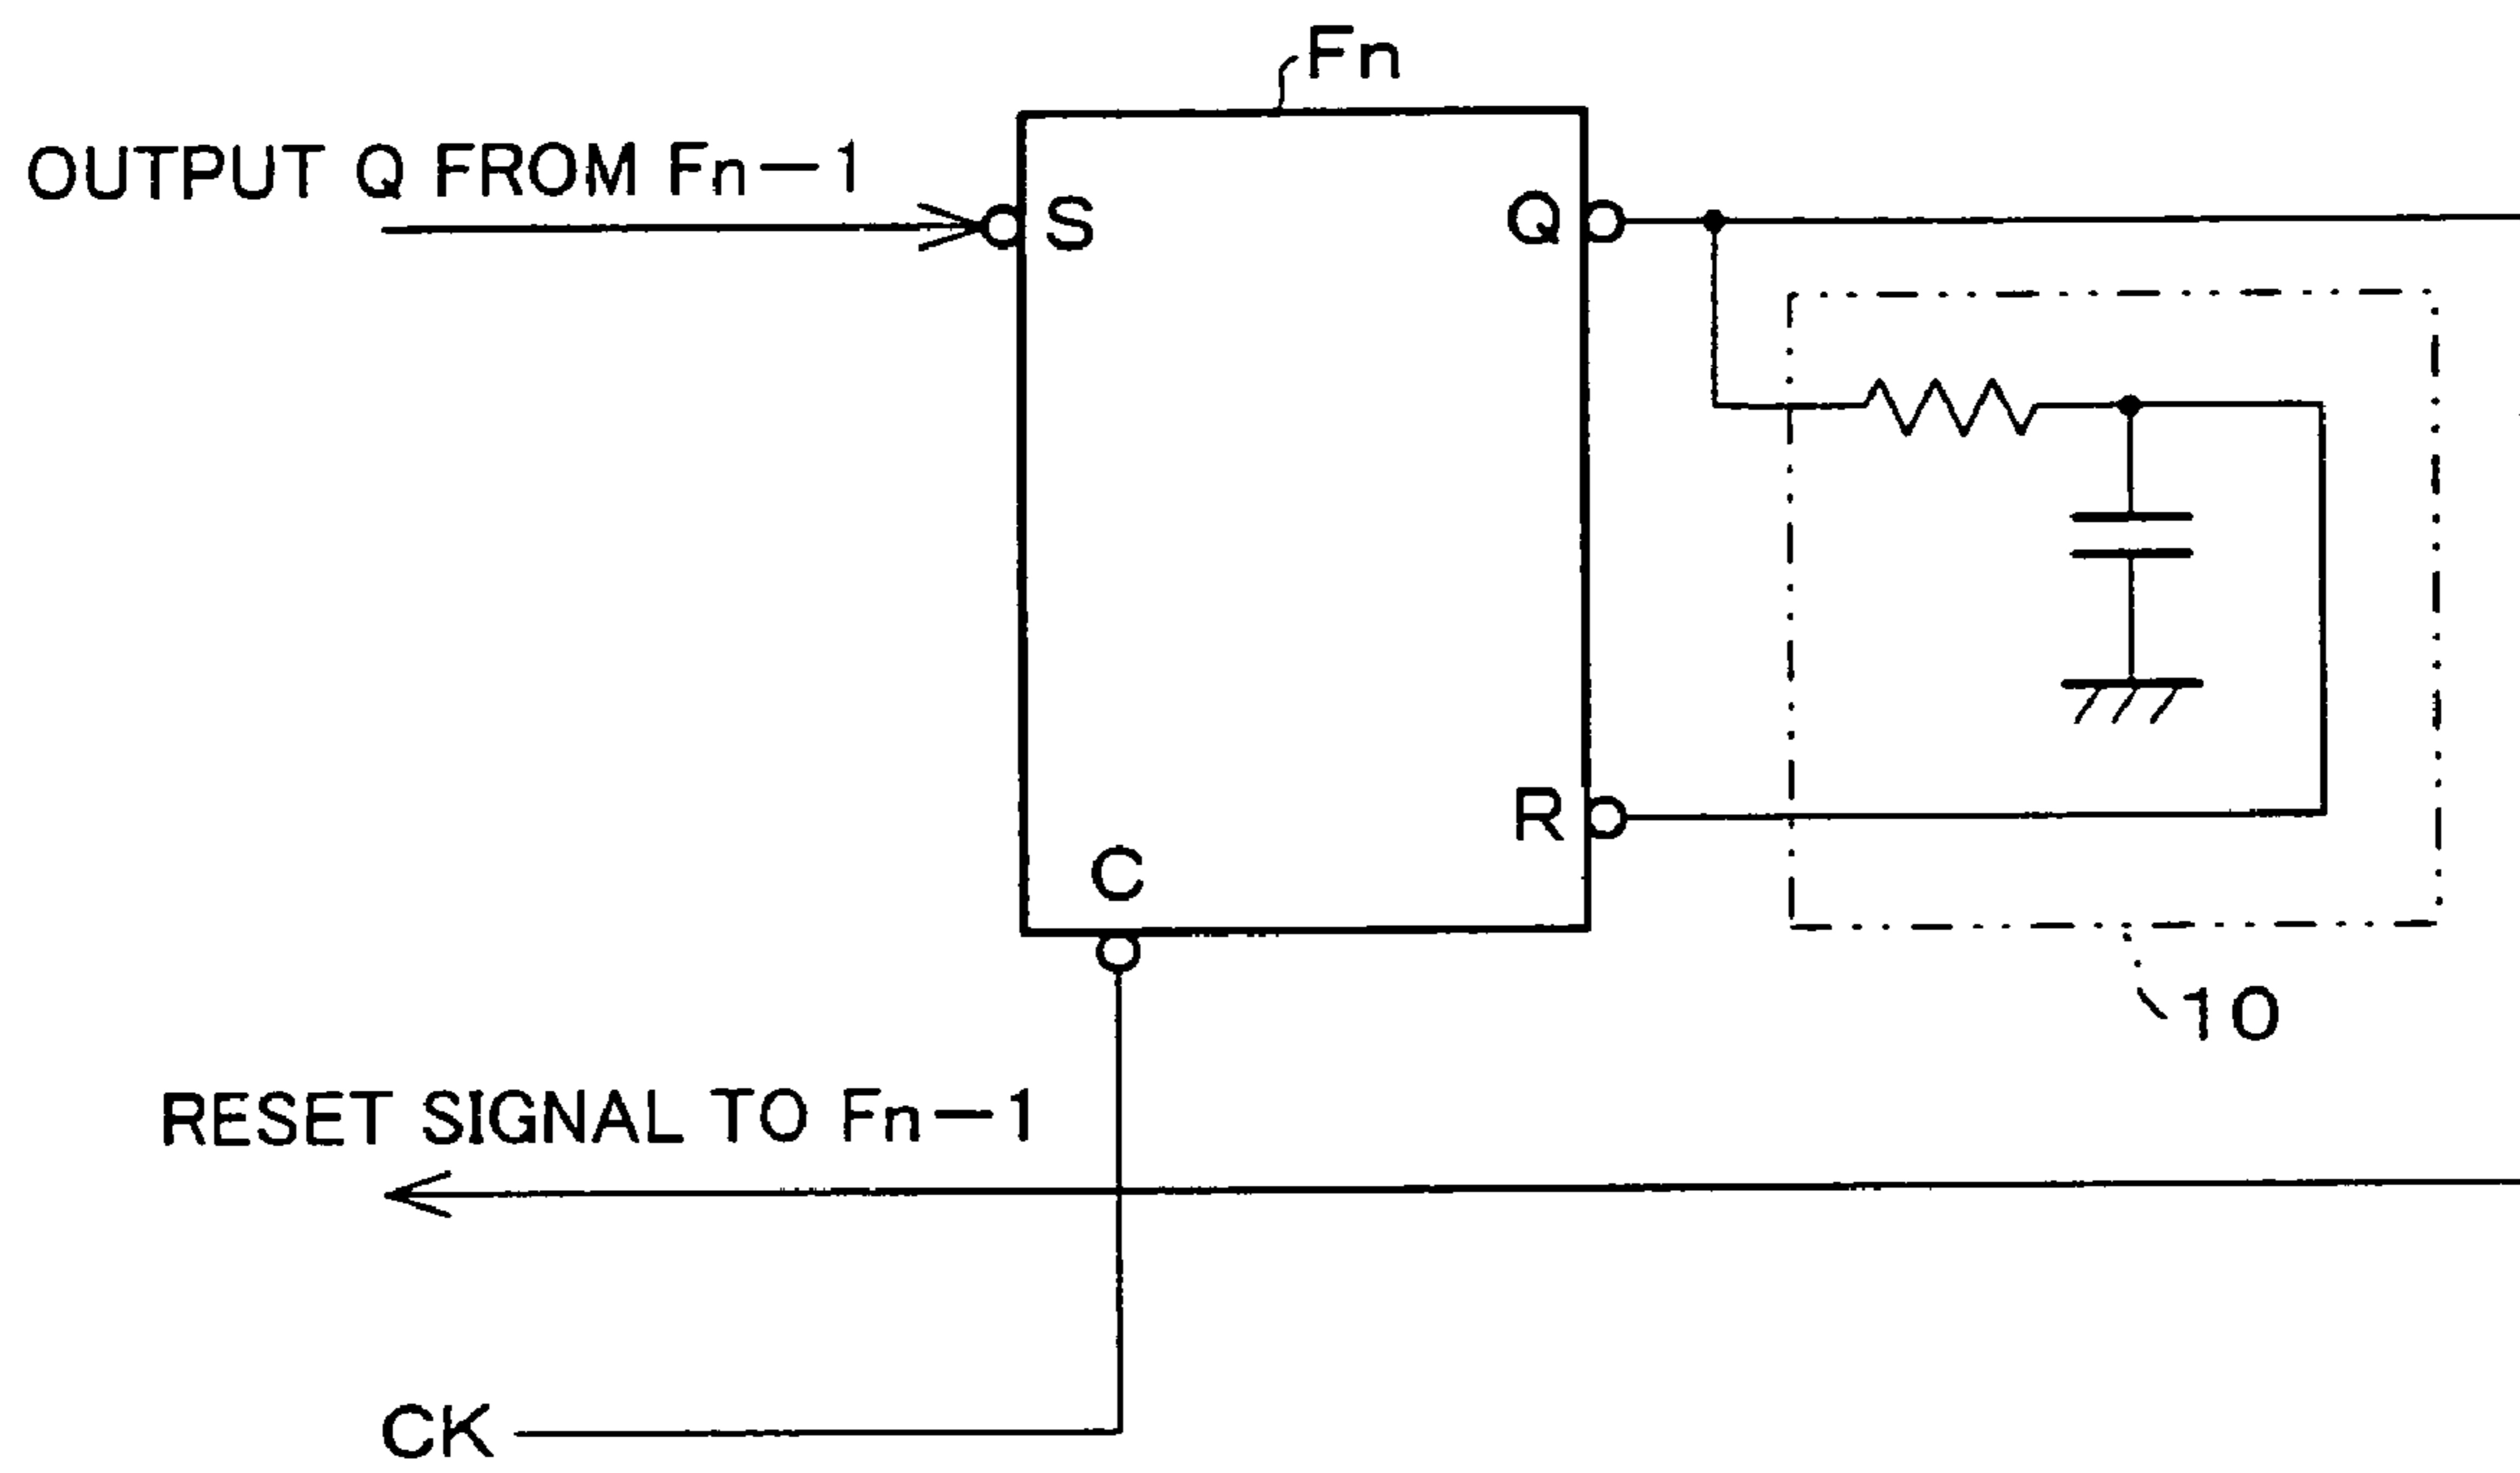 Fn
OUTPUT Q FROM Fn−1
S
Q
R
C
10
RESET SIGNAL TO Fn−1
CK